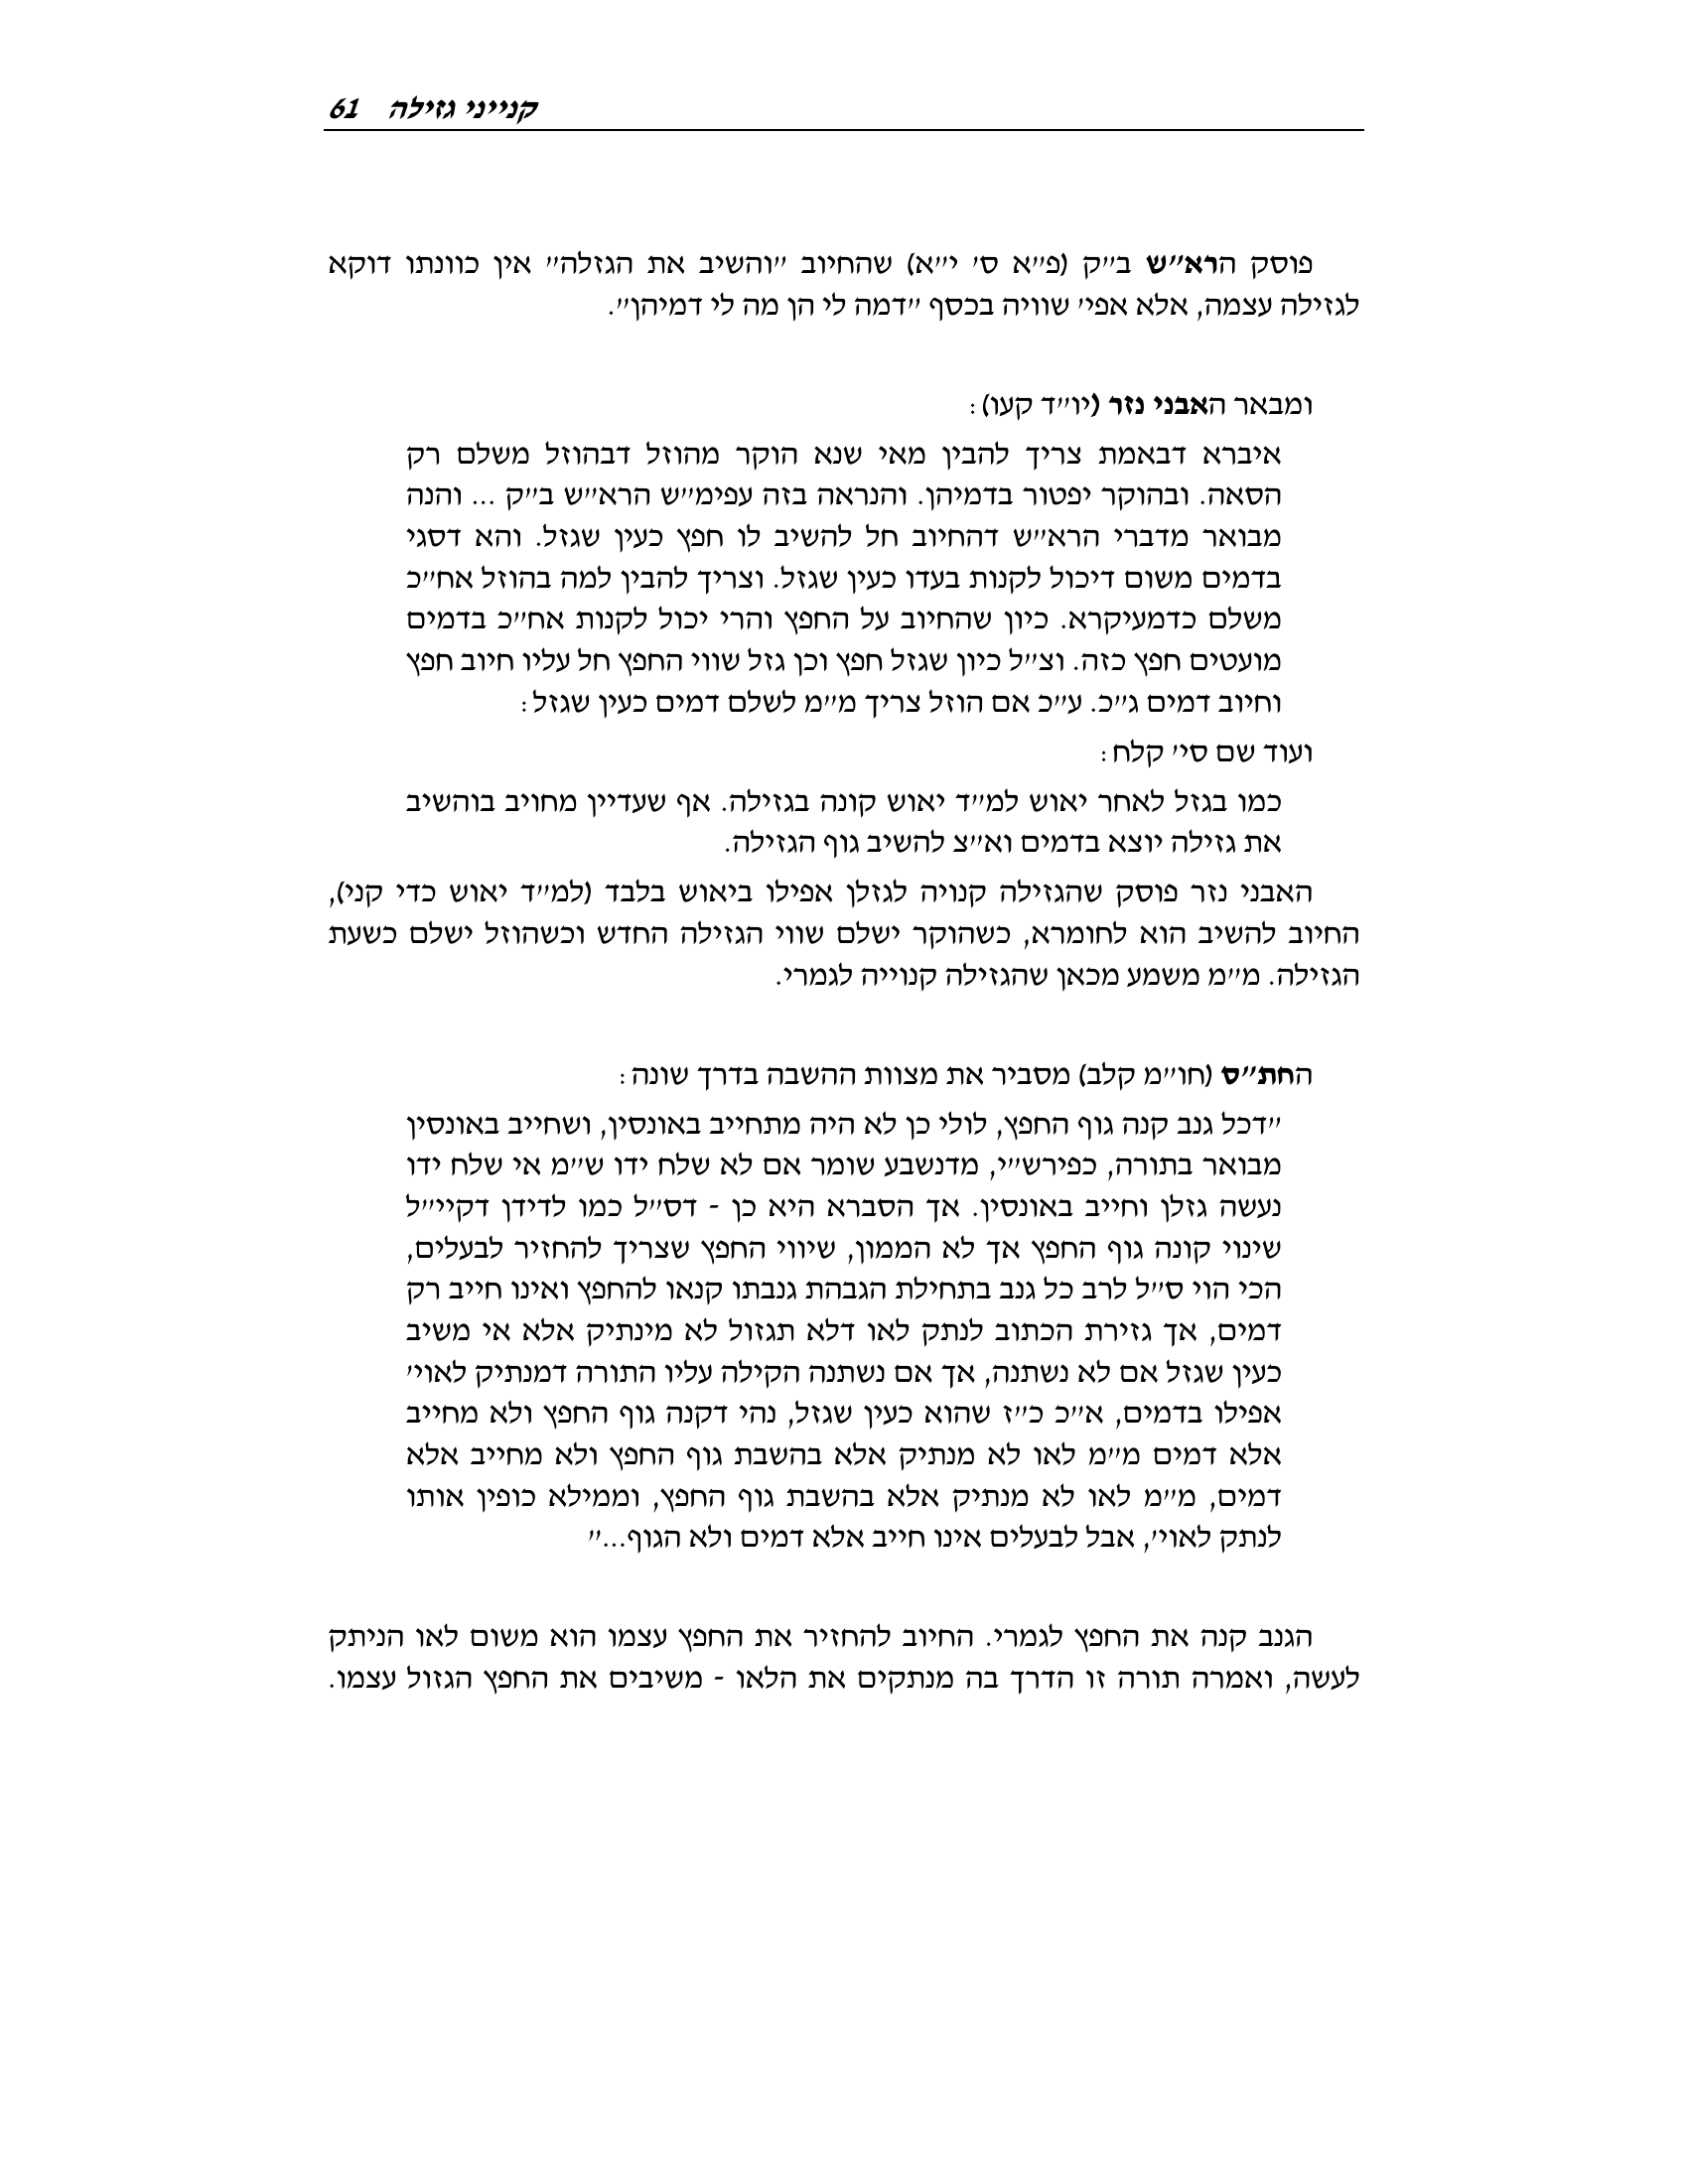 קנייני גזילה 61
פוסק הרא"ש ב"ק (פ"א ס' י"א) שהחיוב "והשיב את הגזלה" אין כוונתו דוקא
לגזילה עצמה, אלא אפי' שוויה בכסף "דמה לי הן מה לי דמיהן".
ומבאר האבני נזר (יו"ד קעו):
איברא דבאמת צריך להבין מאי שנא הוקר מהוזל דבהוזל משלם רק
הסאה. ובהוקר יפטור בדמיהן. והנראה בזה עפימ"ש הרא"ש ב"ק ... והנה
מבואר מדברי הרא"ש דהחיוב חל להשיב לו חפץ כעין שגזל. והא דסגי
בדמים משום דיכול לקנות בעדו כעין שגזל. וצריך להבין למה בהוזל אח"כ
משלם כדמעיקרא. כיון שהחיוב על החפץ והרי יכול לקנות אח"כ בדמים
מועטים חפץ כזה. וצ"ל כיון שגזל חפץ וכן גזל שווי החפץ חל עליו חיוב חפץ
וחיוב דמים ג"כ. ע"כ אם הוזל צריך מ"מ לשלם דמים כעין שגזל:
ועוד שם סי' קלח:
כמו בגזל לאחר יאוש למ"ד יאוש קונה בגזילה. אף שעדיין מחויב בוהשיב
את גזילה יוצא בדמים וא"צ להשיב גוף הגזילה.
האבני נזר פוסק שהגזילה קנויה לגזלן אפילו ביאוש בלבד (למ"ד יאוש כדי קני),
החיוב להשיב הוא לחומרא, כשהוקר ישלם שווי הגזילה החדש וכשהוזל ישלם כשעת
הגזילה. מ"מ משמע מכאן שהגזילה קנוייה לגמרי.
החת"ס (חו"מ קלב) מסביר את מצוות ההשבה בדרך שונה:
"דכל גנב קנה גוף החפץ, לולי כן לא היה מתחייב באונסין, ושחייב באונסין
מבואר בתורה, כפירש"י, מדנשבע שומר אם לא שלח ידו ש"מ אי שלח ידו
נעשה גזלן וחייב באונסין. אך הסברא היא כן - דס"ל כמו לדידן דקיי"ל
שינוי קונה גוף החפץ אך לא הממון, שיווי החפץ שצריך להחזיר לבעלים,
הכי הוי ס"ל לרב כל גנב בתחילת הגבהת גנבתו קנאו להחפץ ואינו חייב רק
דמים, אך גזירת הכתוב לנתק לאו דלא תגזול לא מינתיק אלא אי משיב
כעין שגזל אם לא נשתנה, אך אם נשתנה הקילה עליו התורה דמנתיק לאוי'
אפילו בדמים, א"כ כ"ז שהוא כעין שגזל, נהי דקנה גוף החפץ ולא מחייב
אלא דמים מ"מ לאו לא מנתיק אלא בהשבת גוף החפץ ולא מחייב אלא
דמים, מ"מ לאו לא מנתיק אלא בהשבת גוף החפץ, וממילא כופין אותו
לנתק לאוי', אבל לבעלים אינו חייב אלא דמים ולא הגוף..."
הגנב קנה את החפץ לגמרי. החיוב להחזיר את החפץ עצמו הוא משום לאו הניתק
לעשה, ואמרה תורה זו הדרך בה מנתקים את הלאו - משיבים את החפץ הגזול עצמו.